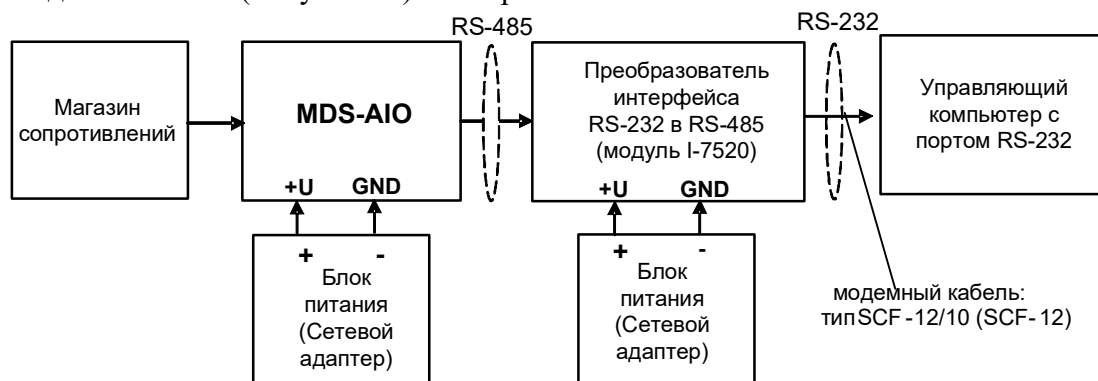 RS-485
RS-232
Магазин
сопротивлений
MDS-AIO
+U GND
Преобразователь
интерфейса
RS-232 в RS-485
(модуль I-7520)
+U GND
Управляющий
компьютер с
портом RS-232
+ -
Блок
питания
(Сетевой
адаптер)
+ -
Блок
питания
(Сетевой
адаптер)
модемный кабель:
тип SCF -12/10 (SCF- 12)